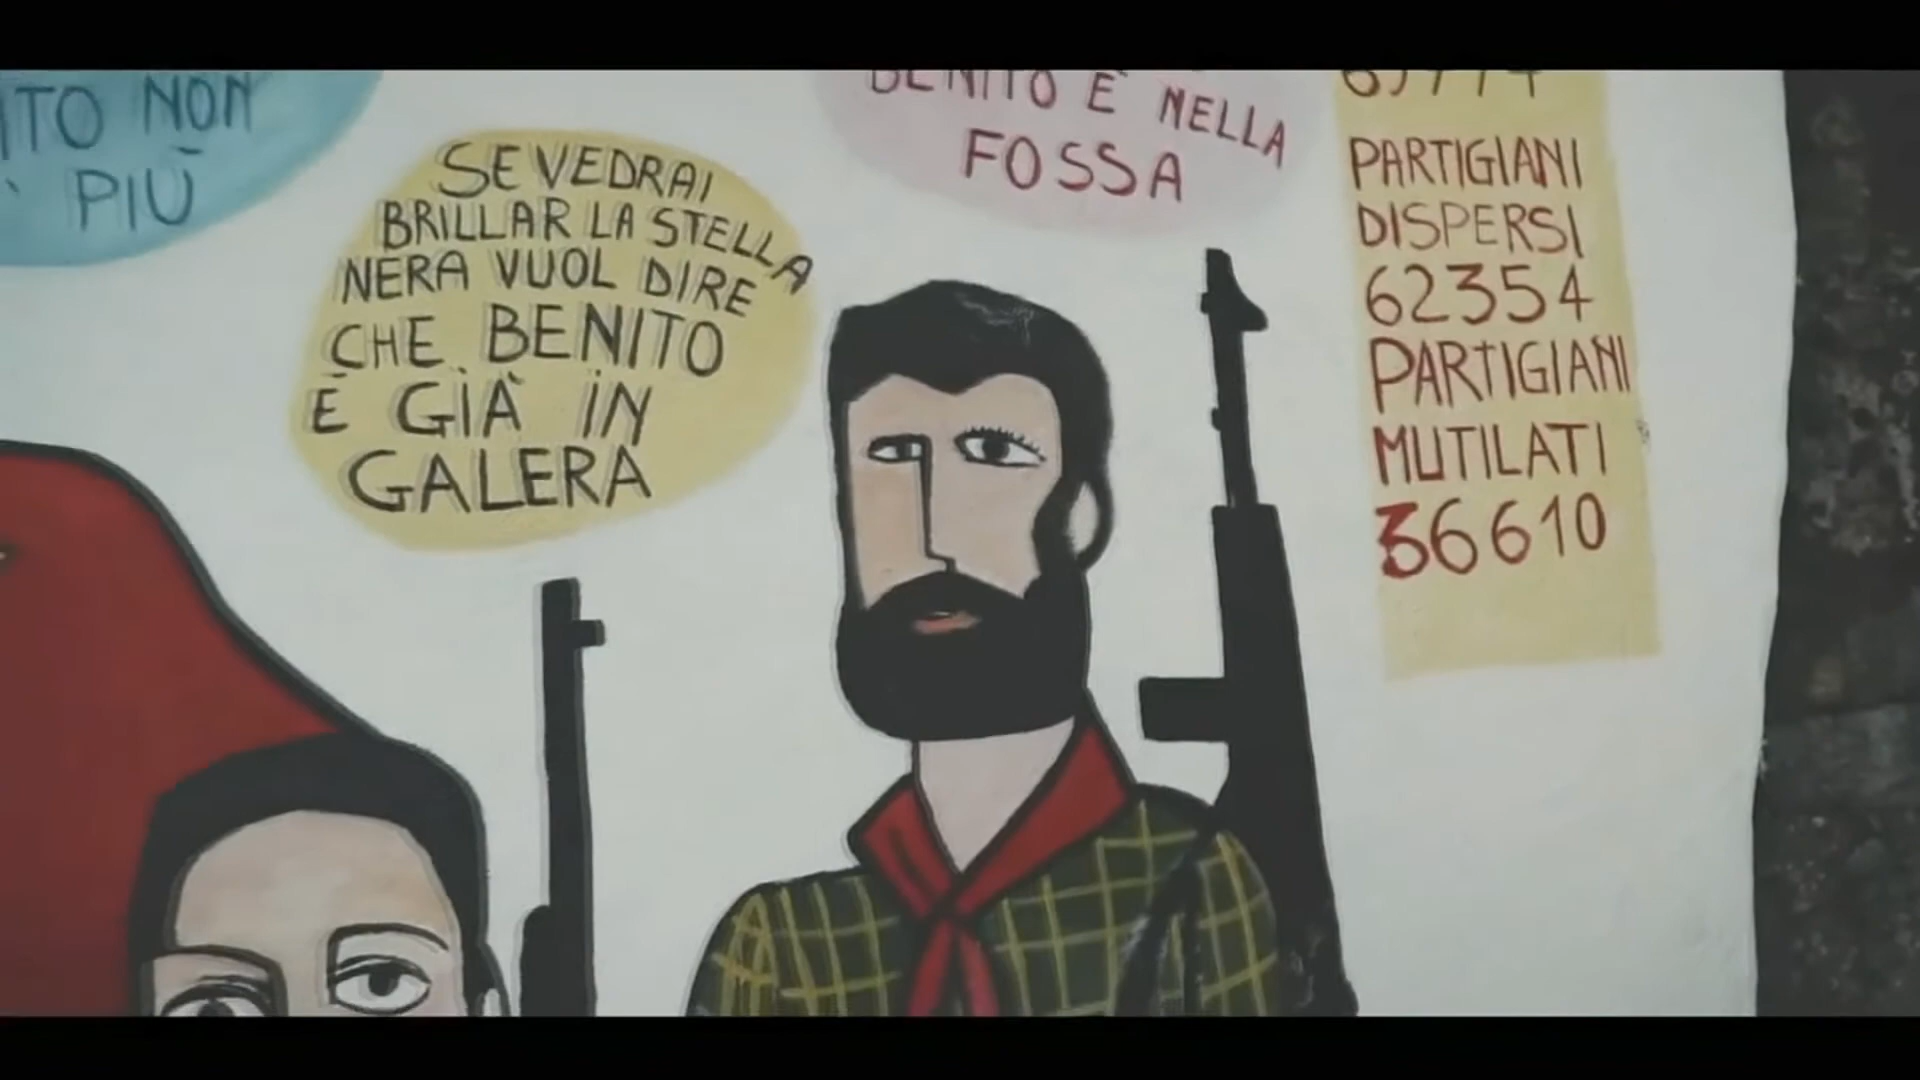 NON
PIÙ
SE VEDRAI
BRILLAR LA STELLA
NERA VUOL DIRE
CHE BENITO
È GIÀ IN
GALERA
BENITO È NELLA
FOSSA
PARTIGIANI
DISPERSI
62354
PARTIGIANI
MUTILATI
36610